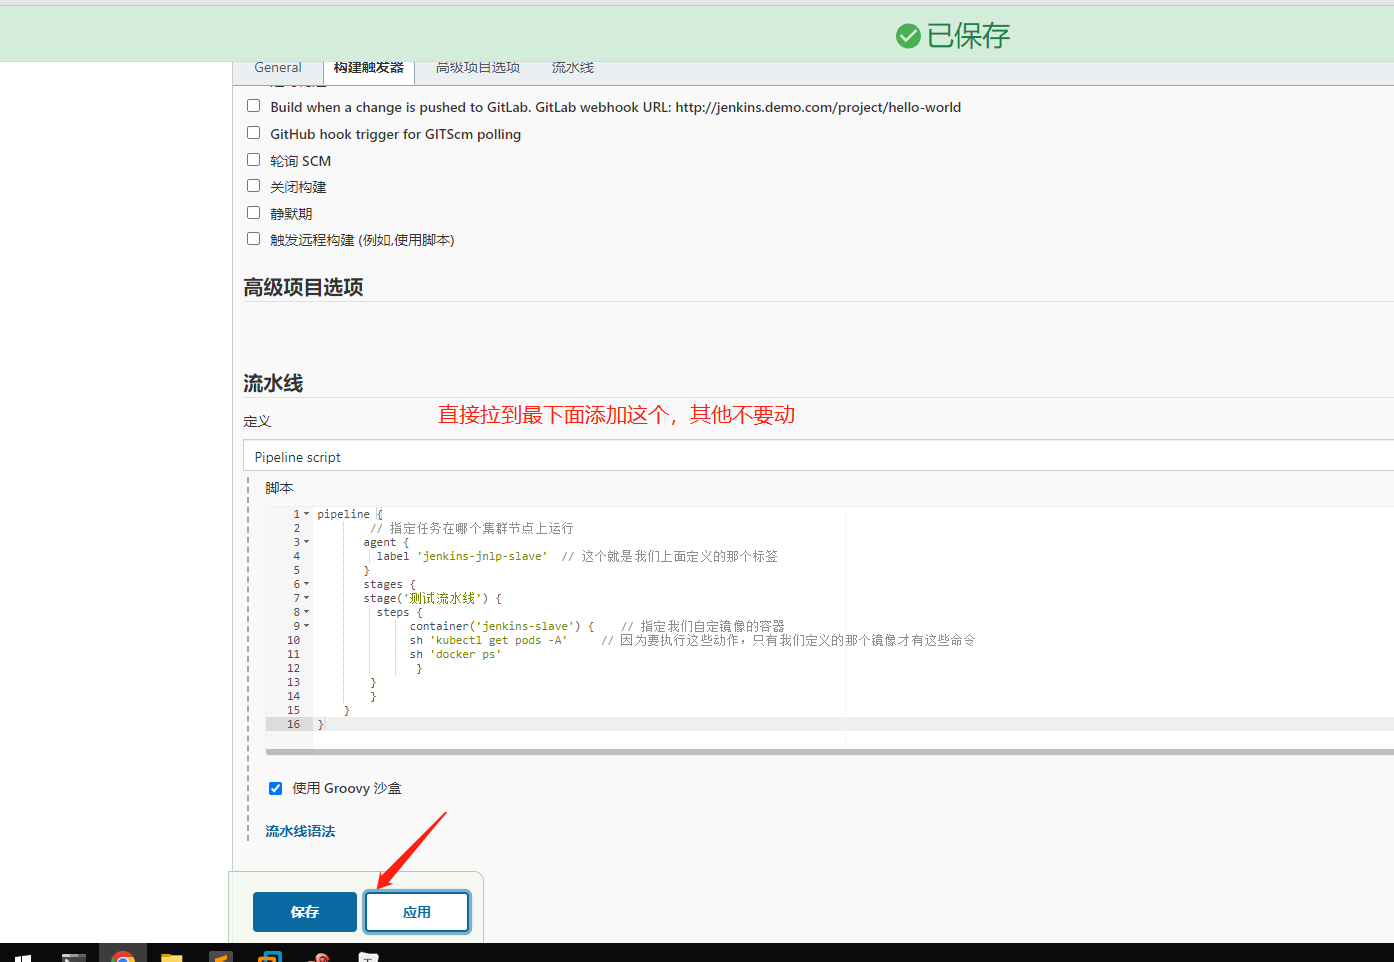 已保存
General 构建触发器 高级项目选项 流水线
Build when a change is pushed to GitLab. GitLab webhook URL: http://jenkins.demo.com/project/hello-world
GitHub hook trigger for GITScm polling
轮询 SCM
关闭构建
静默期
触发远程构建 (例如,使用脚本)
高级项目选项
流水线
定义
直接拉到最下面添加这个，其他不要动
Pipeline script
脚本
1 pipeline {
2 // 指定任务在哪个集群节点上运行
3 agent {
4 label 'jenkins-jnlp-slave' // 这个就是我们上面定义的那个标签
5 }
6 stages {
7 stage('测试流水线') {
8 steps {
9 container('jenkins-slave') { // 指定我们自定镜像的容器
10 sh 'kubectl get pods -A' // 因为要执行这些动作，只有我们定义的那个镜像才有这些命令
11 sh 'docker ps'
12 }
13 }
14 }
15 }
16 }
使用 Groovy 沙盒
流水线语法
保存 应用